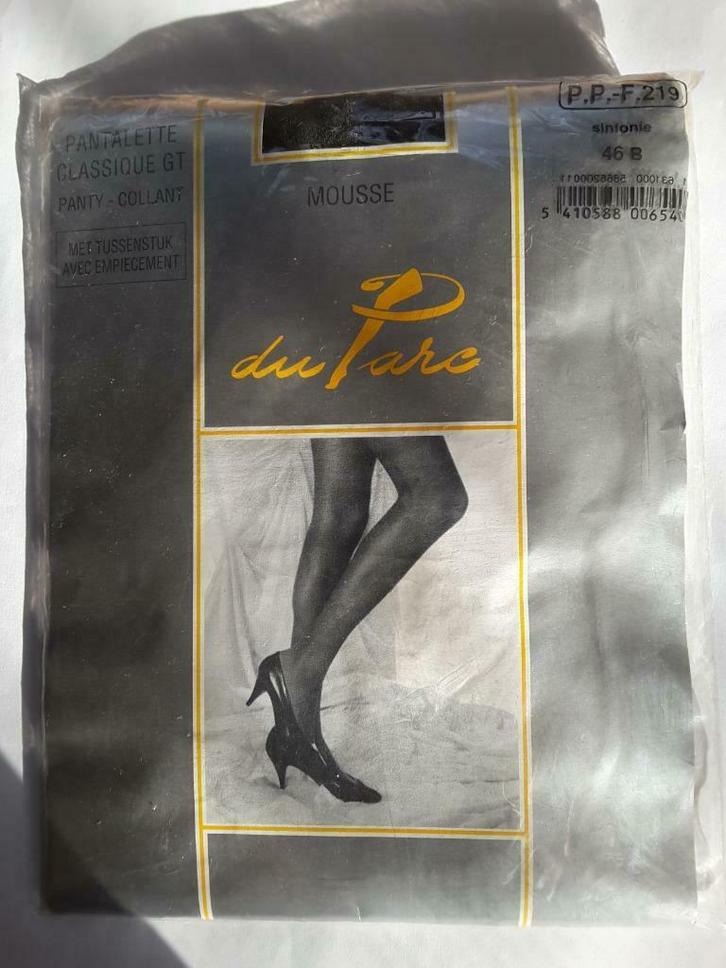 PANTALETTE
CLASSIQUE GT
PANTY - COLLANT
MET TUSSENSTUK
AVEC EMPIECEMENT
MOUSSE
du Parc
P.P.-F.219
sinfonie
46 B
5 410588 00654